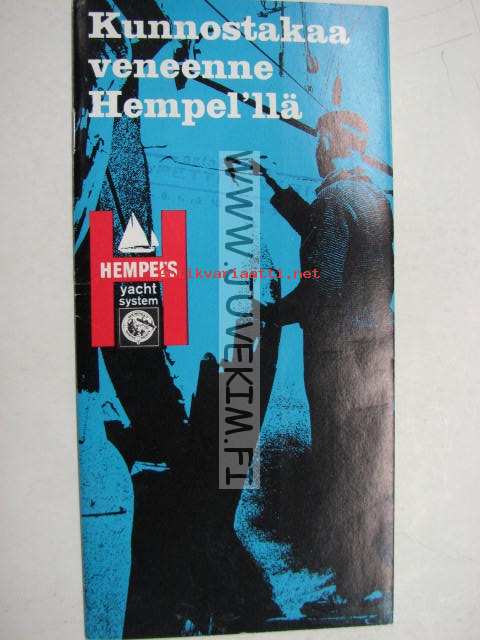 Kunnostakaa
veneenne
Hempel'llä
HEMPEL'S
yacht
system
antikvariaatti.net
WWW.JUVEKIM.FI